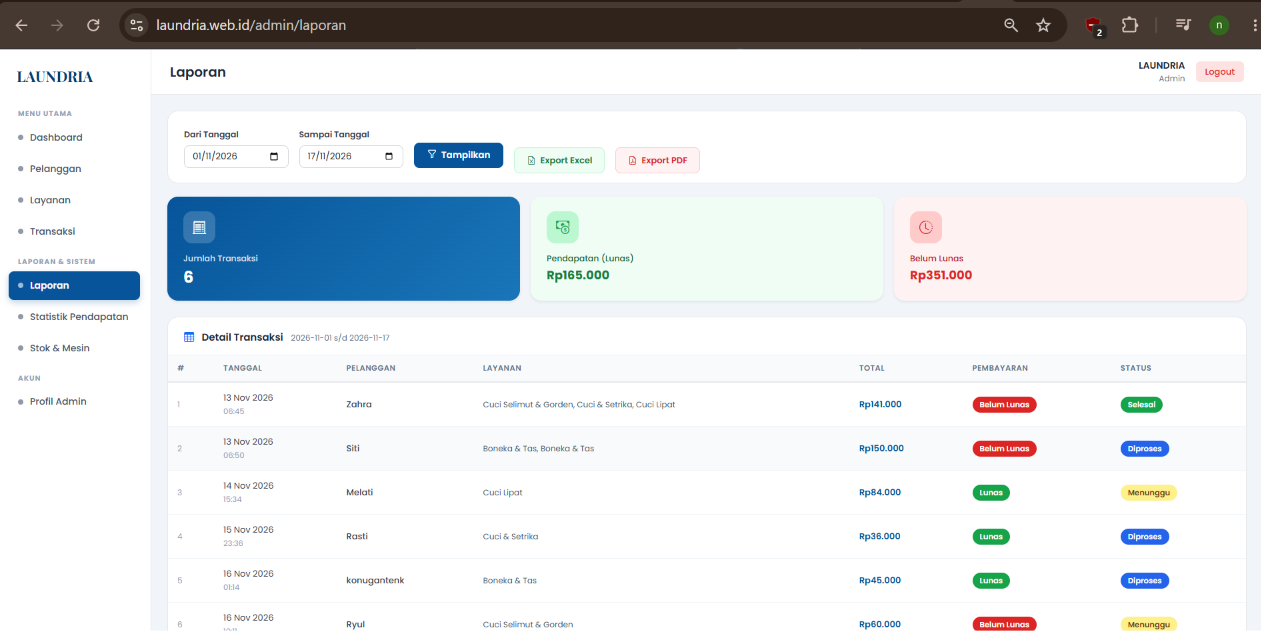 laundria.web.id/admin/laporan
2
n
LAUNDRIA
Laporan
LAUNDRIA
Admin
Logout
MENU UTAMA
Dashboard
Pelanggan
Layanan
Transaksi
LAPORAN & SISTEM
Laporan
Statistik Pendapatan
Stok & Mesin
AKUN
Profil Admin
Dari Tanggal
Sampai Tanggal
01/11/2026
17/11/2026
Tampilkan
Export Excel
Export PDF
Jumlah Transaksi
6
Pendapatan (Lunas)
Rp165.000
Belum Lunas
Rp351.000
Detail Transaksi 2026-11-01 s/d 2026-11-17
# TANGGAL PELANGGAN LAYANAN TOTAL PEMBAYARAN STATUS
1 13 Nov 2026 Zahra Cuci Selimut & Gorden, Cuci & Setrika, Cuci Lipat Rp141.000 Belum Lunas Selesai
06:45
2 13 Nov 2026 Siti Boneka & Tas, Boneka & Tas Rp150.000 Belum Lunas Diproses
06:50
3 14 Nov 2026 Melati Cuci Lipat Rp84.000 Lunas Menunggu
15:34
4 15 Nov 2026 Rasti Cuci & Setrika Rp36.000 Lunas Diproses
23:36
5 16 Nov 2026 konugantenk Boneka & Tas Rp45.000 Lunas Diproses
01:14
6 16 Nov 2026 Ryul Cuci Selimut & Gorden Rp60.000 Belum Lunas Menunggu